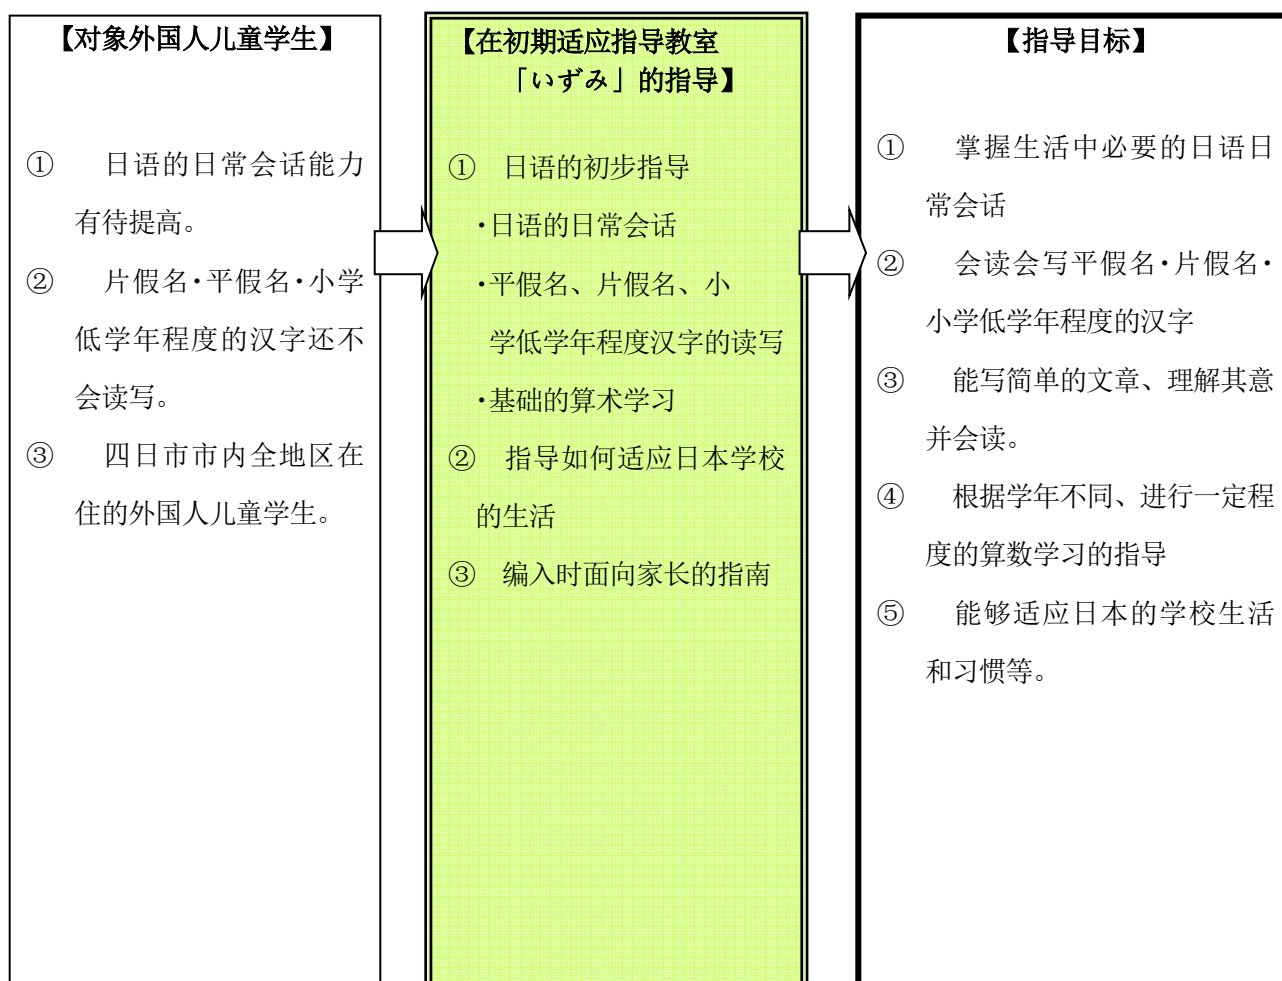 【对象外国人儿童学生】
① 日语的日常会话能力
有待提高。
② 片假名・平假名・小学
低学年程度的汉字还不
会读写。
③ 四日市市内全地区在
住的外国人儿童学生。
【在初期适应指导教室
「いずみ」的指导】
① 日语的初步指导
・日语的日常会话
・平假名、片假名、小
学低学年程度汉字的读写
・基础的算术学习
② 指导如何适应日本学校
的生活
③ 编入时面向家长的指南
【指导目标】
① 掌握生活中必要的日语日
常会话
② 会读会写平假名・片假名・
小学低学年程度的汉字
③ 能写简单的文章、理解其意
并会读。
④ 根据学年不同、进行一定程
度的算数学习的指导
⑤ 能够适应日本的学校生活
和习惯等。